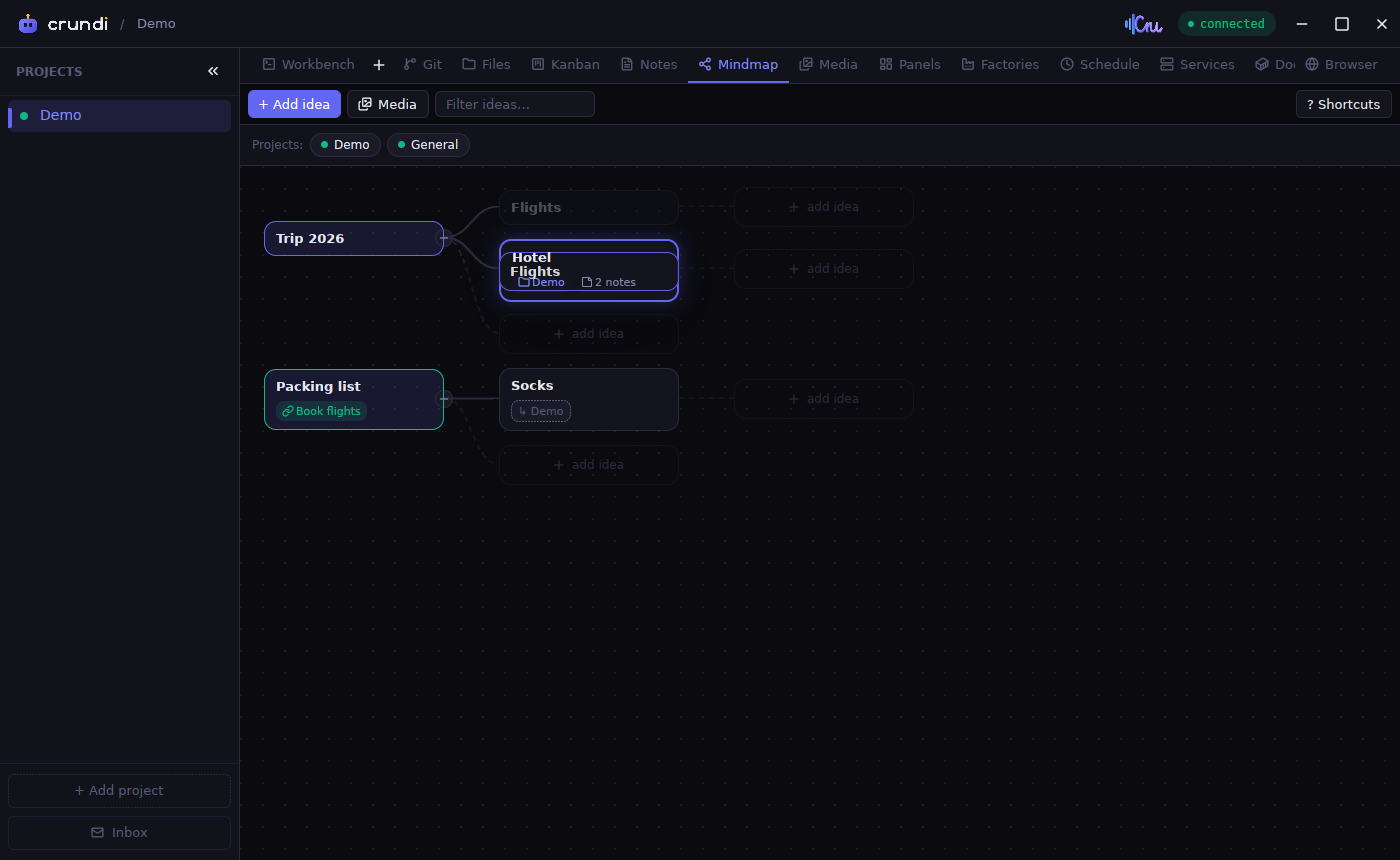 crundi / Demo
Cru
connected
PROJECTS
Workbench
Git
Files
Kanban
Notes
Mindmap
Media
Panels
Factories
Schedule
Services
Doc
Browser
Demo
+ Add idea
Media
Filter ideas...
? Shortcuts
Projects:
Demo
General
Flights
+ add idea
Trip 2026
Hotel
Flights
Demo
2 notes
+ add idea
+ add idea
Packing list
Book flights
Socks
↳ Demo
+ add idea
+ add idea
+ Add project
Inbox